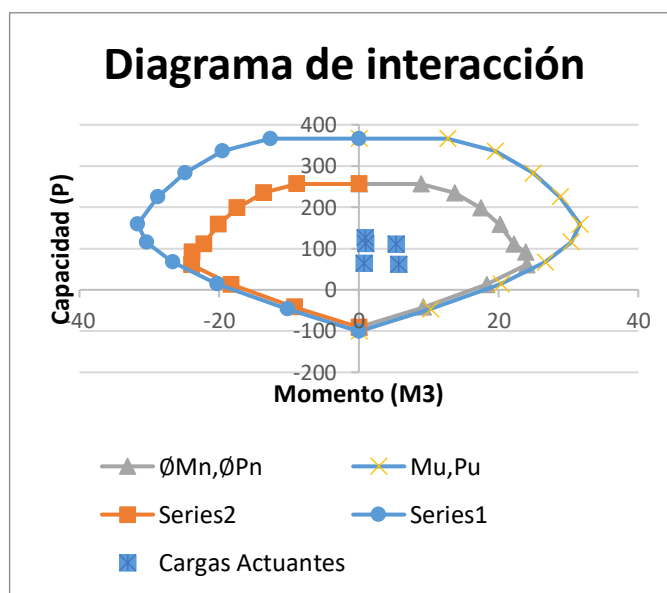 Diagrama de interacción
400
300
200
100
0
-100
-200
-40
-20
0
20
40
Capacidad (P)
Momento (M3)
ØMn,ØPn
Mu,Pu
Series2
Series1
Cargas Actuantes